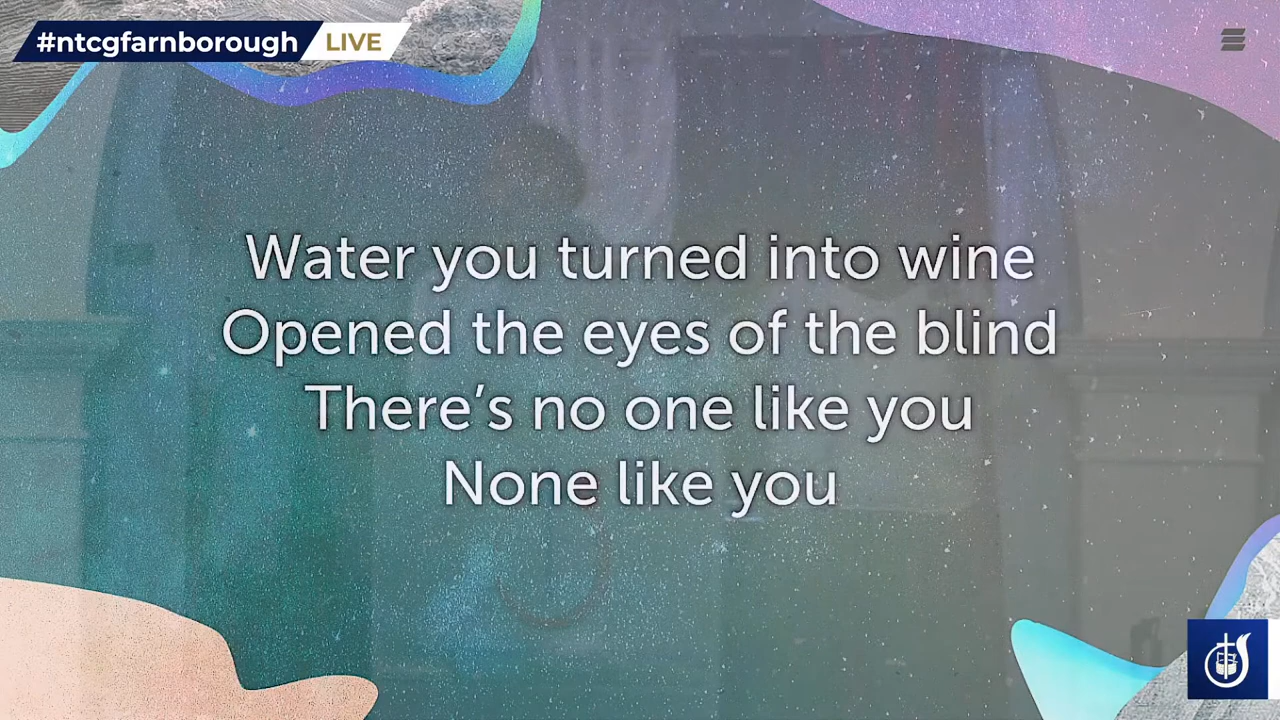 #ntcgfarnborough LIVE
Water you turned into wine
Opened the eyes of the blind
There's no one like you
None like you